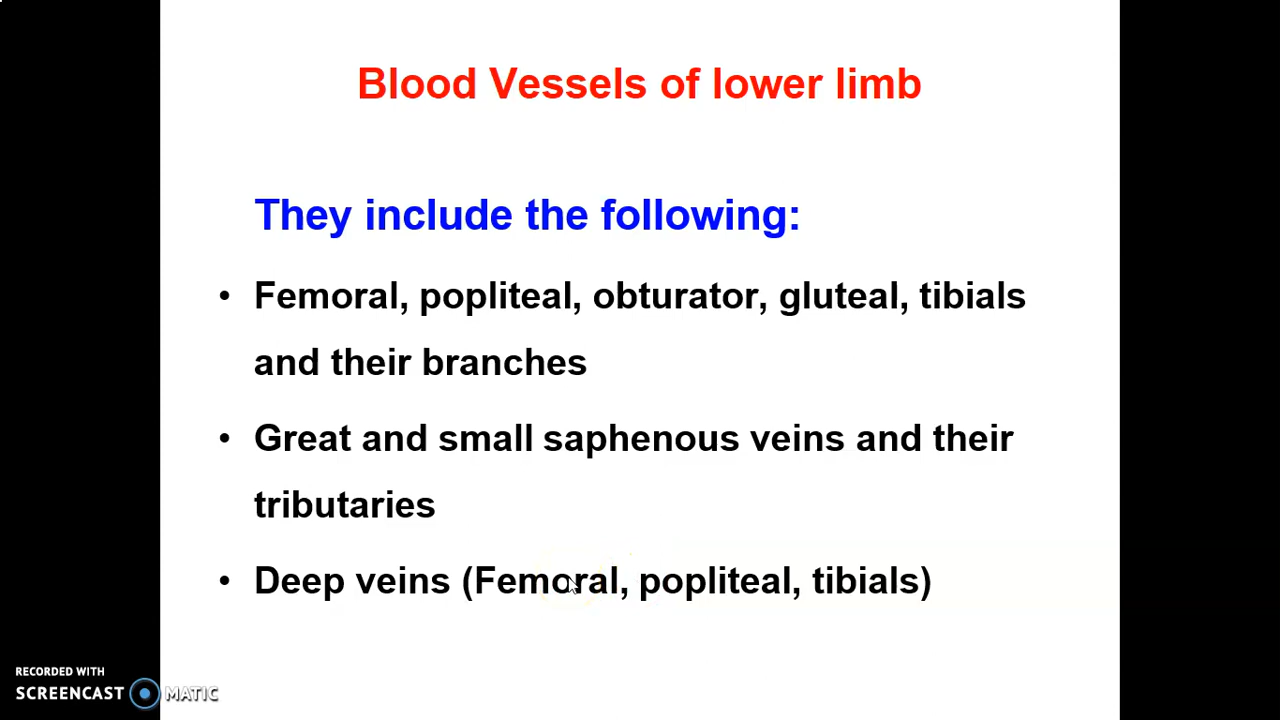 Blood Vessels of lower limb
They include the following:
• Femoral, popliteal, obturator, gluteal, tibials
and their branches
• Great and small saphenous veins and their
tributaries
• Deep veins (Femoral, popliteal, tibials)
RECORDED WITH
SCREENCAST MATIC